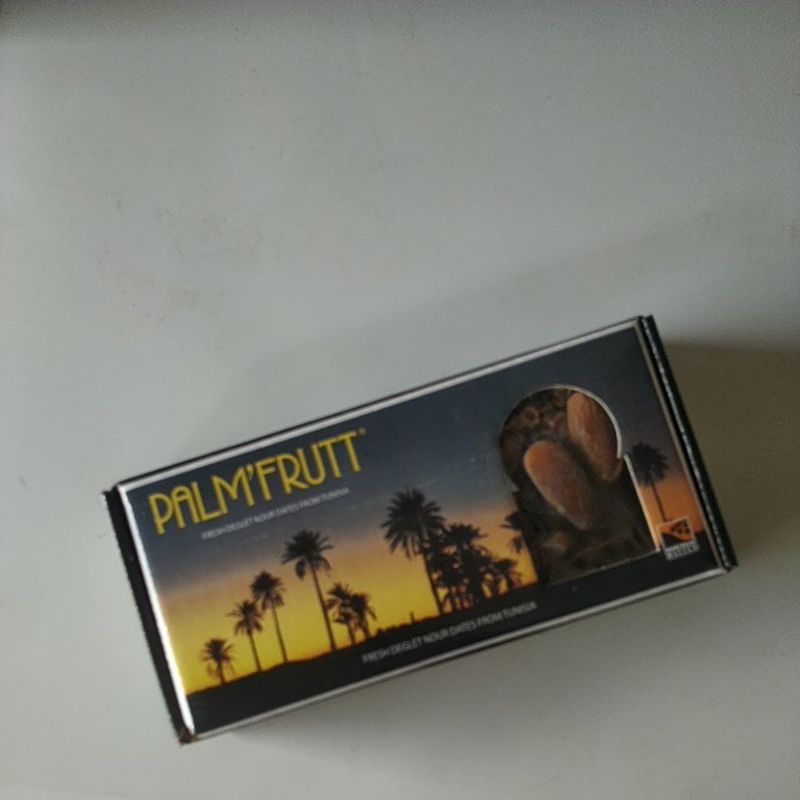 PALM'FRUTT®
FRESH DEGLET NOUR DATES FROM TUNISIA
FRESH DEGLET NOUR DATES FROM TUNISIA